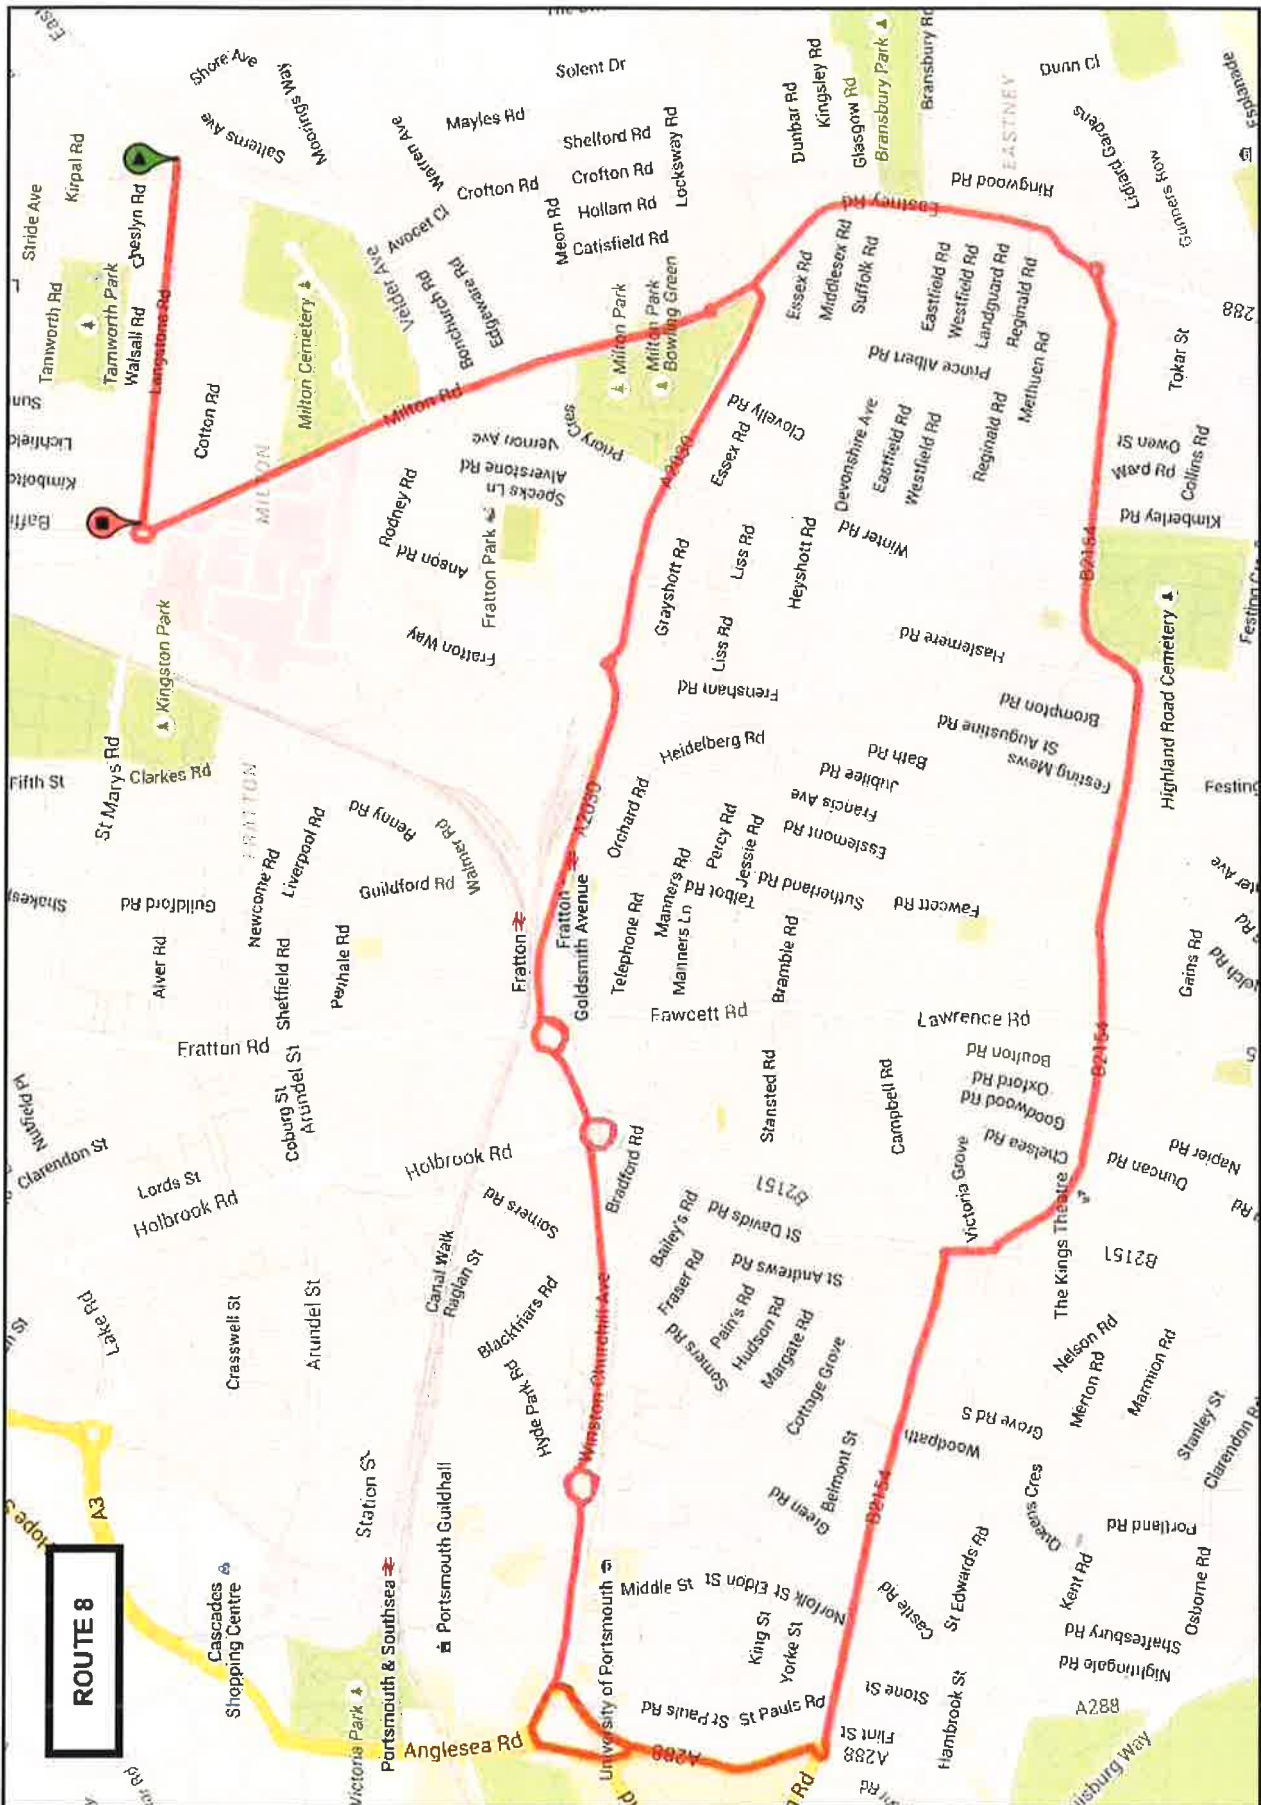 ROUTE 8
Shore Ave
Moorings Way
Salterns Ave
Solent Dr
Mayles Rd
Warren Ave
Shelford Rd
Crofton Rd
Crofton Rd
Locksway Rd
Hollam Rd
Meon Rd
Catisfield Rd
Avocet Cl
Velder Ave
Bonchurch Rd
Edgeware Rd
Dunbar Rd
Kingsley Rd
Glasgow Rd
Bransbury Park
Bransbury Rd
EASTNEY
Dunn Cl
Lidiard Gardens
Gunners Row
Esplanade
Ringwood Rd
Eastney Rd
Stride Ave
Kirpal Rd
Cheslyn Rd
Tamworth Rd
Tamworth Park
Walsall Rd
Langstone Rd
Lichfield
Cotton Rd
Milton Cemetery
MILTON
Milton Rd
Milton Park
Milton Park
Bowling Green
Priory Cres
Vernon Ave
Alverstone Rd
Specks Ln
Rodney Rd
Anson Rd
Fratton Park
Fratton Way
A2030
Essex Rd
Middlesex Rd
Suffolk Rd
Eastfield Rd
Westfield Rd
Landguard Rd
Reginald Rd
Methuen Rd
Prince Albert Rd
Clovelly Rd
Essex Rd
Devonshire Ave
Eastfield Rd
Westfield Rd
Reginald Rd
288
Tokar St
Owen St
Collins Rd
Kimberley Rd
B2154
Winter Rd
Grayshott Rd
Liss Rd
Heyshott Rd
Liss Rd
Haslemere Rd
Frensham Rd
Highland Road Cemetery
Brompton Rd
St Augustine Rd
Festing Mews
Festing
Kingston Park
St Marys Rd
Clarkes Rd
Fifth St
FRATTON
Penny Rd
Walmer Rd
Liverpool Rd
Newcome Rd
Guildford Rd
Guildford Rd
Alver Rd
Sheffield Rd
Penhale Rd
Fratton
Fratton
Goldsmith Avenue
A2030
Orchard Rd
Heidelberg Rd
Bath Rd
Jubilee Rd
Francis Ave
Esslemont Rd
Percy Rd
Jessie Rd
Manners Rd
Talbot Rd
Sutherland Rd
Fawcett Rd
Telephone Rd
Manners Ln
Bramble Rd
Fawcett Rd
Lawrence Rd
Gains Rd
Fratton Rd
Coburg St
Arundel St
Nutfield Pl
Clarendon St
Lords St
Holbrook Rd
Holbrook Rd
Somers Rd
Bradford Rd
Stansted Rd
Campbell Rd
Boulton Rd
Oxford Rd
Goodwood Rd
Chelsea Rd
B2154
Victoria Grove
The Kings Theatre
Duncan Rd
Napier Rd
B2151
B2151
Bailey's Rd
St Davids Rd
St Andrews Rd
Fraser Rd
Somers Rd
Pain's Rd
Hudson Rd
Margate Rd
Cottage Grove
Lake Rd
Crasswell St
Arundel St
Canal Walk
Raglan St
Blackfriars Rd
Hyde Park Rd
Winston Churchill Ave
Nelson Rd
Merton Rd
Marmion Rd
Grove Rd S
Woodpath
Stanley St
Clarendon R
Belmont St
Green Rd
B2154
Queens Cres
Portland Rd
Kent Rd
Osborne Rd
Shaftesbury Rd
Nightingale Rd
A288
St Edwards Rd
Castle Rd
Stone St
Hambrook St
Flint St
A288
A3
Station St
Cascades
Shopping Centre
Portsmouth & Southsea
Portsmouth Guildhall
Victoria Park
Anglesea Rd
University of Portsmouth
Middle St
Eldon St
Norfolk St
King St
Yorke St
St Pauls Rd
St Pauls Rd
A288